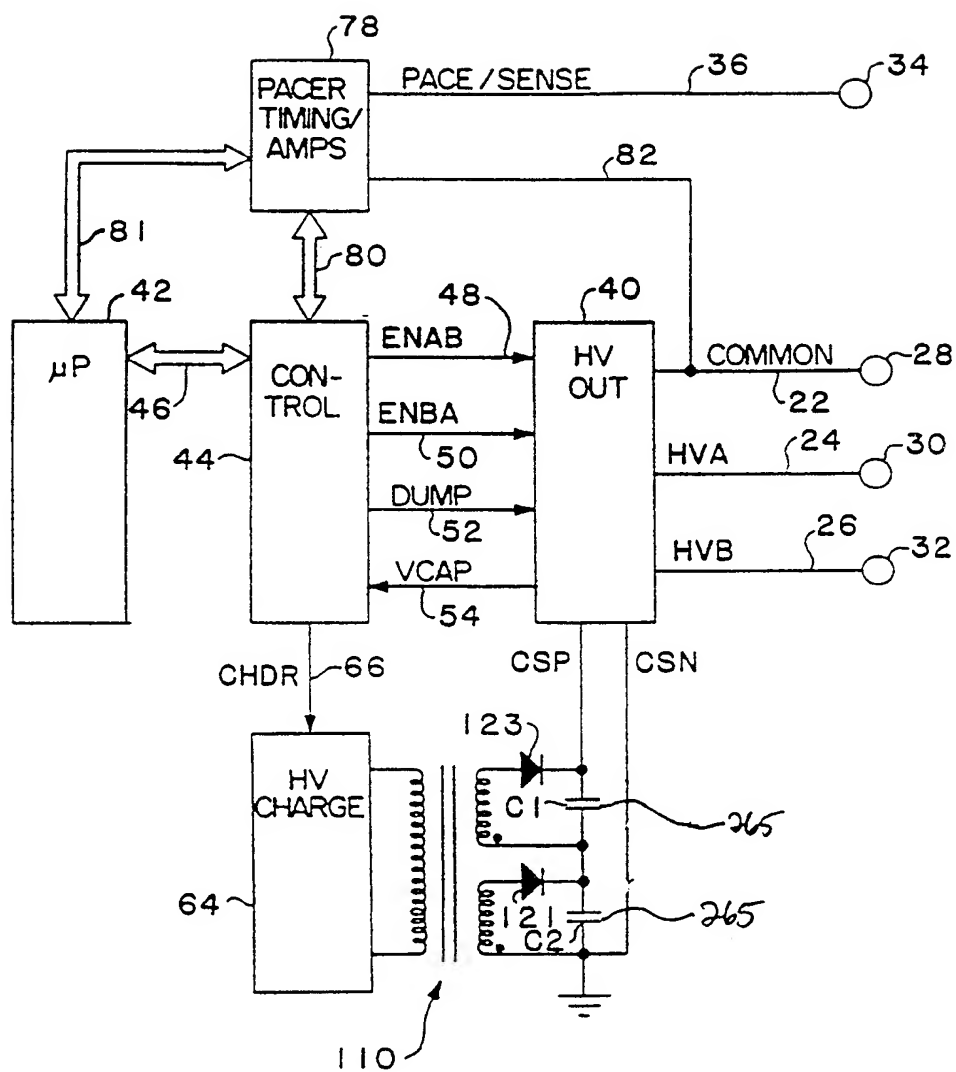 78
PACER
TIMING/
AMPS
PACE/SENSE
36
34
82
81
80
42
μP
46
CON-
TROL
44
ENAB
48
ENBA
50
DUMP
52
VCAP
54
40
HV
OUT
COMMON
22
28
HVA
24
30
HVB
26
32
CHDR
66
CSP
CSN
HV
CHARGE
64
123
C1
265
121
C2
265
110